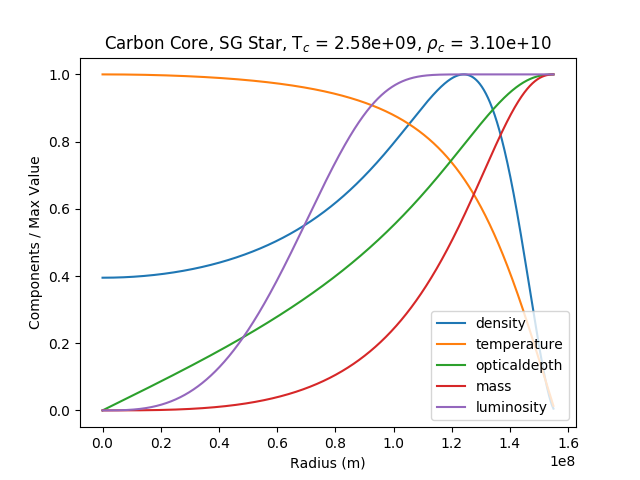 Carbon Core, SG Star, T_c = 2.58e+09, ρ_c = 3.10e+10
Components / Max Value
1.0
0.8
0.6
0.4
0.2
0.0
density
temperature
opticaldepth
mass
luminosity
0.0 0.2 0.4 0.6 0.8 1.0 1.2 1.4 1.6
1e8
Radius (m)